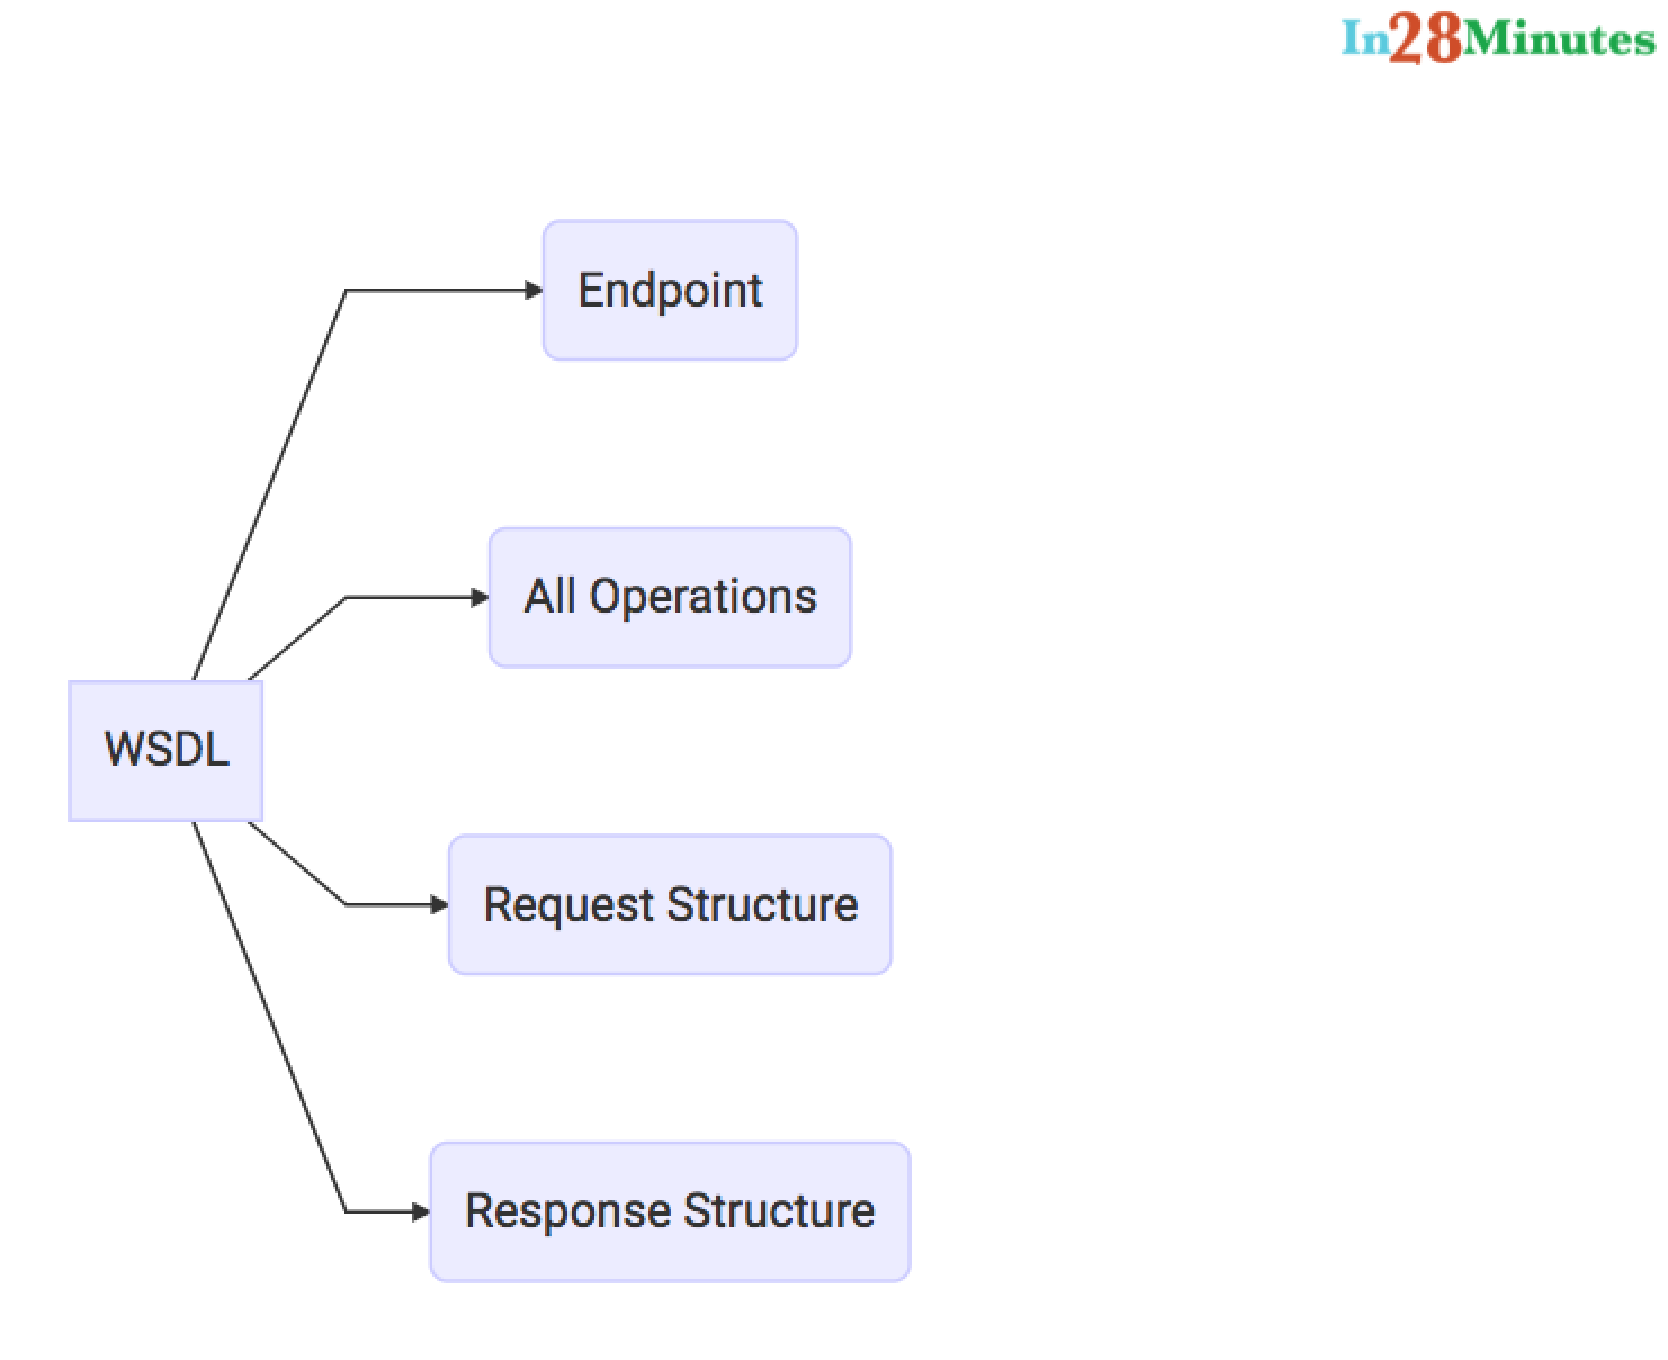 In28Minutes
Endpoint
All Operations
WSDL
Request Structure
Response Structure